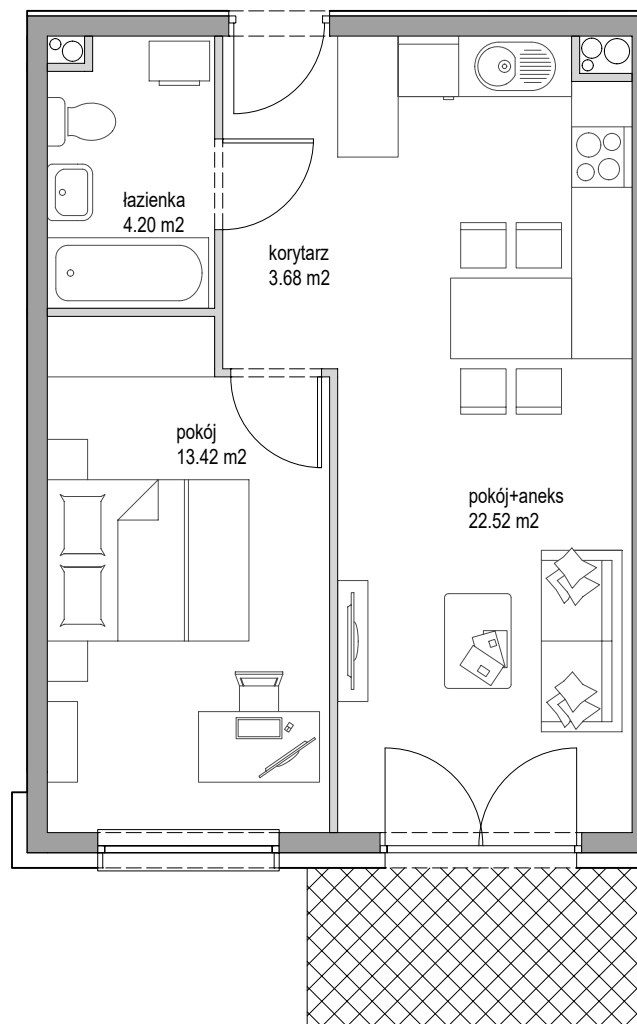 łazienka
4.20 m2
korytarz
3.68 m2
pokój
13.42 m2
pokój+aneks
22.52 m2